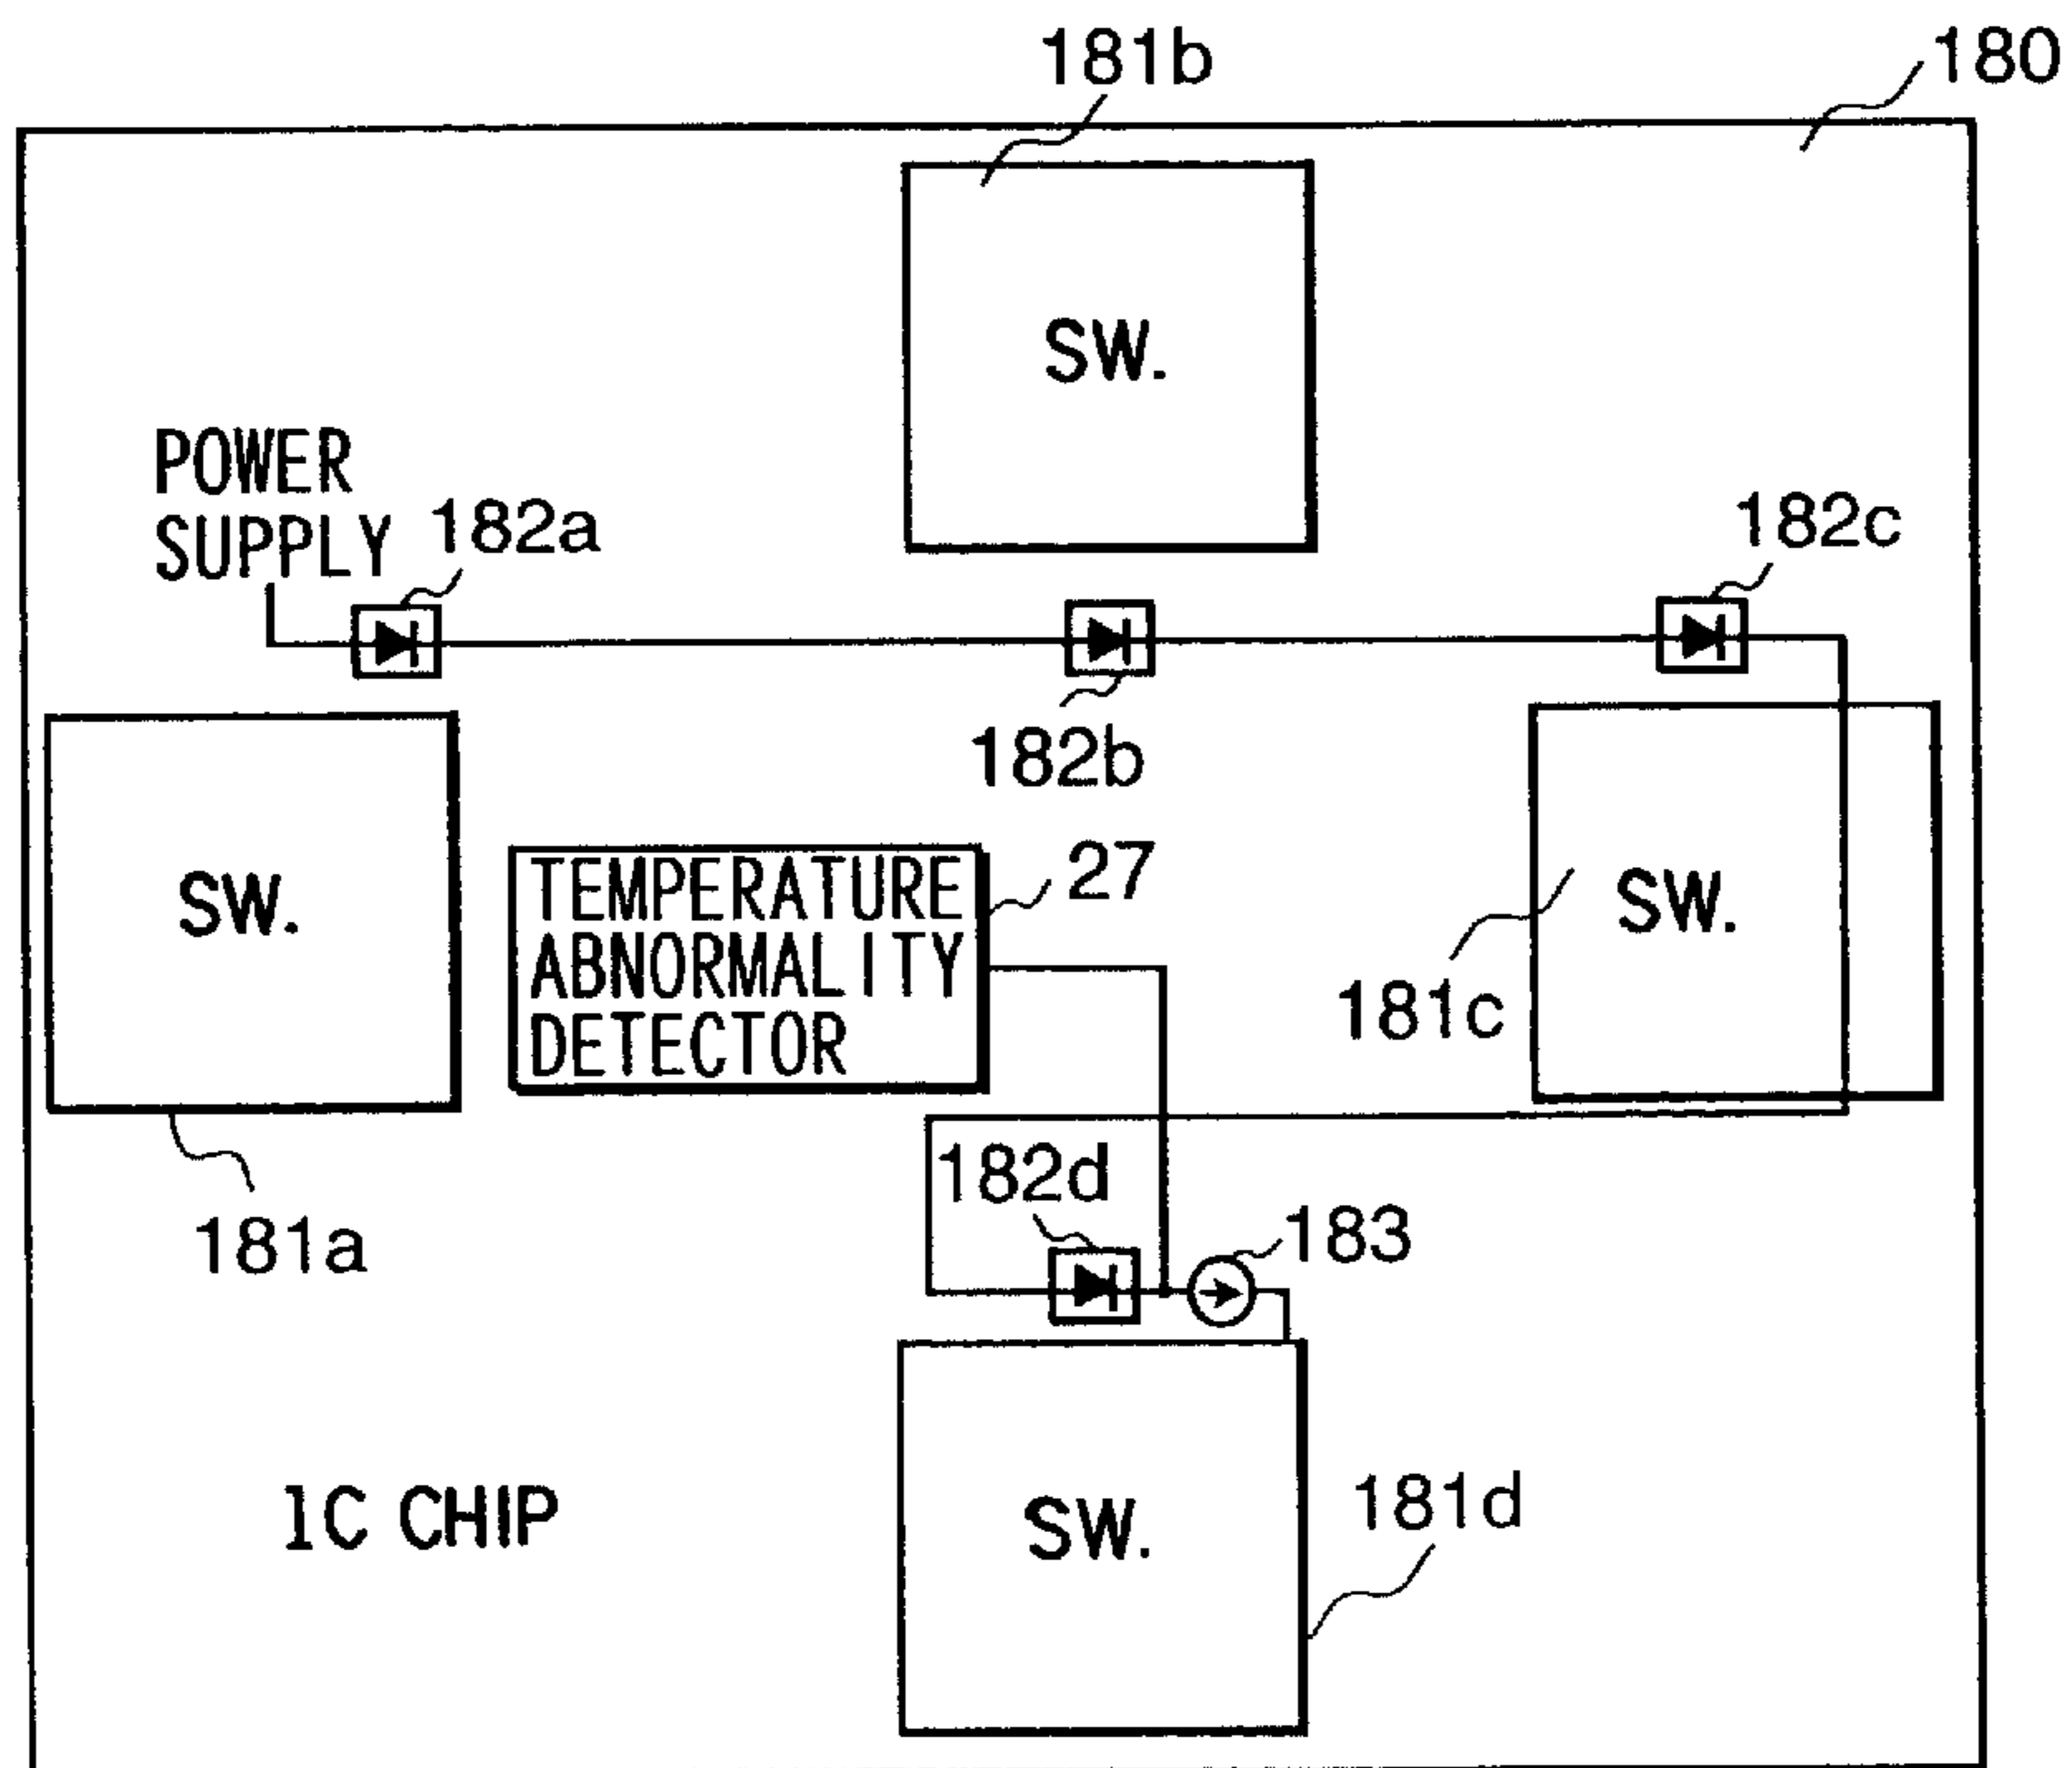 181b
180
SW.
POWER
SUPPLY
182a
182c
182b
SW.
TEMPERATURE
ABNORMALITY
DETECTOR
27
SW.
181c
182d
183
181a
IC CHIP
SW.
181d